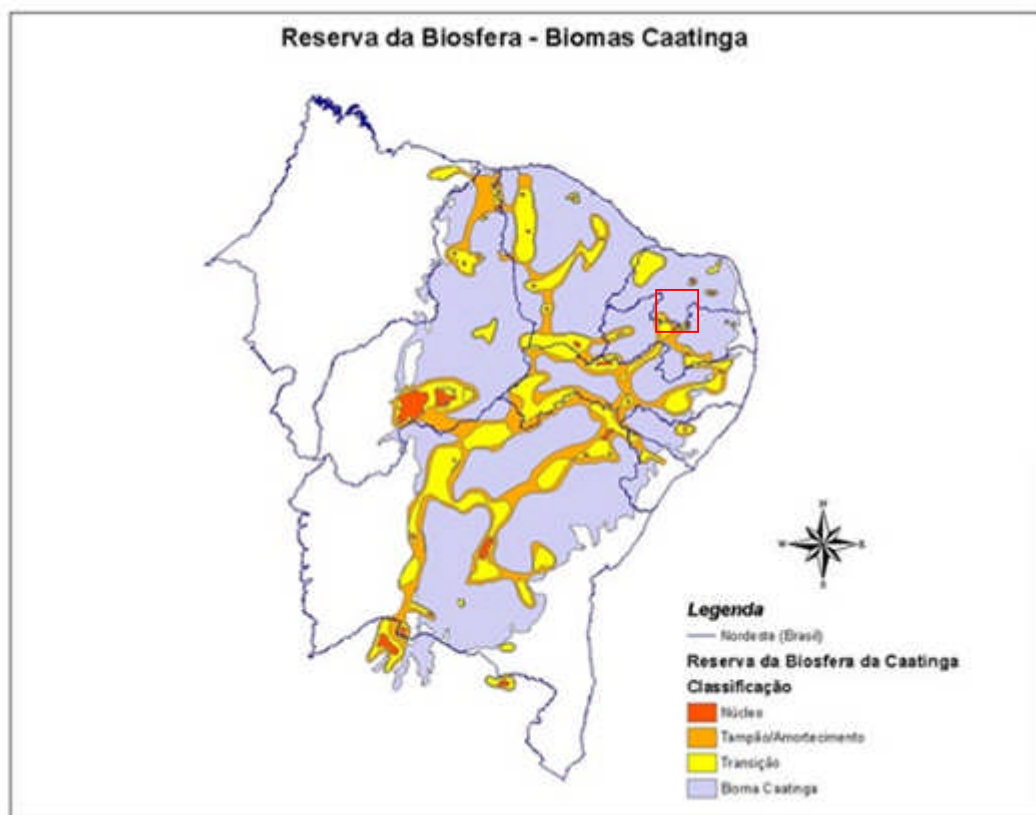 Reserva da Biosfera - Biomas Caatinga
N
W
S
Legenda
Nordeste (Brasil)
Reserva da Biosfera da Caatinga
Classificação
Núcleo
Tampão/Amortecimento
Transição
Bioma Caatinga